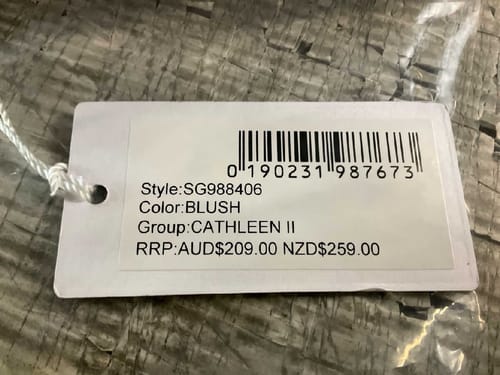 0 190231 987673
Style:SG988406
Color:BLUSH
Group:CATHLEEN II
RRP:AUD$209.00 NZD$259.00